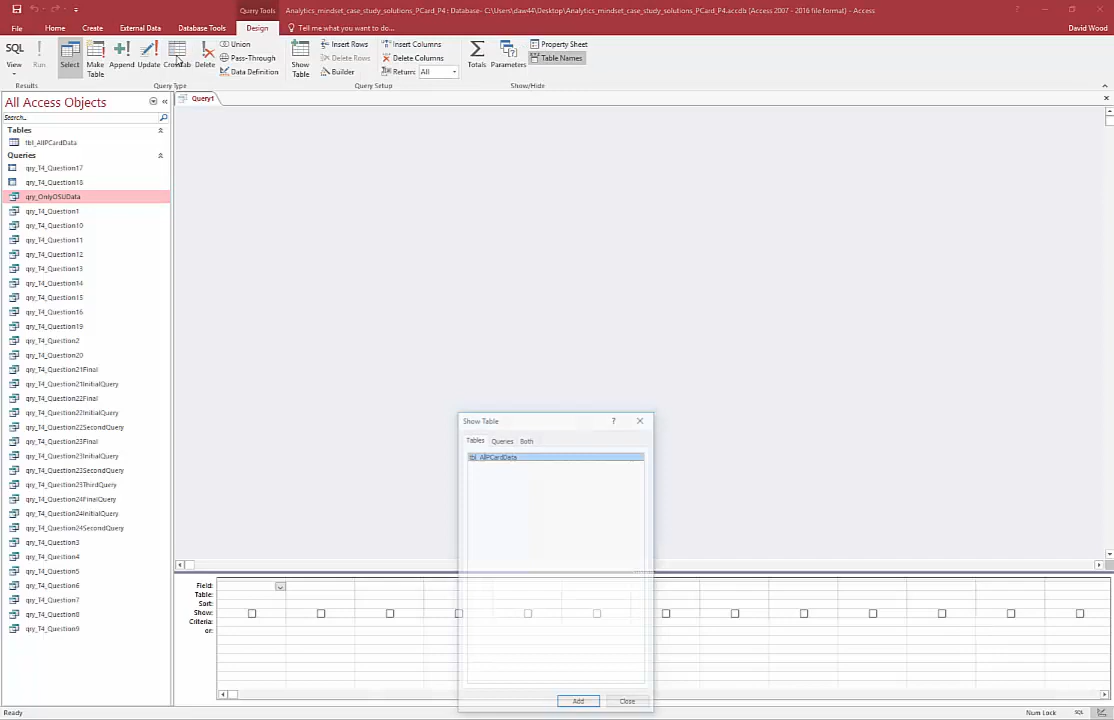 Query Tools
Analytics_mindset_case_study_solutions_PCard_P4 : Database- C:\Users\daw44\Desktop\Analytics_mindset_case_study_solutions_PCard_P4.accdb (Access 2007 - 2016 file format) - Access
File Home Create External Data Database Tools Design Tell me what you want to do... David Wood
SQL View
Run
Select
Make Table
Append
Update
Crosstab
Delete
Union
Pass-Through
Data Definition
Show Table
Insert Rows
Delete Rows
Builder
Insert Columns
Delete Columns
Return: All
Totals
Parameters
Property Sheet
Table Names
Results Query Type Query Setup Show/Hide
All Access Objects
Search...
Tables
tbl_AllPCardData
Queries
qry_T4_Question17
qry_T4_Question18
qry_OnlyOSUData
qry_T4_Question1
qry_T4_Question10
qry_T4_Question11
qry_T4_Question12
qry_T4_Question13
qry_T4_Question14
qry_T4_Question15
qry_T4_Question16
qry_T4_Question19
qry_T4_Question2
qry_T4_Question20
qry_T4_Question21Final
qry_T4_Question21InitialQuery
qry_T4_Question22Final
qry_T4_Question22InitialQuery
qry_T4_Question22SecondQuery
qry_T4_Question23Final
qry_T4_Question23InitialQuery
qry_T4_Question23SecondQuery
qry_T4_Question23ThirdQuery
qry_T4_Question24FinalQuery
qry_T4_Question24InitialQuery
qry_T4_Question24SecondQuery
qry_T4_Question3
qry_T4_Question4
qry_T4_Question5
qry_T4_Question6
qry_T4_Question7
qry_T4_Question8
qry_T4_Question9
Query1
Show Table ?
Tables Queries Both
tbl_AllPCardData
Add Close
Field:
Table:
Sort:
Show:
Criteria:
or:
Ready Num Lock SQL